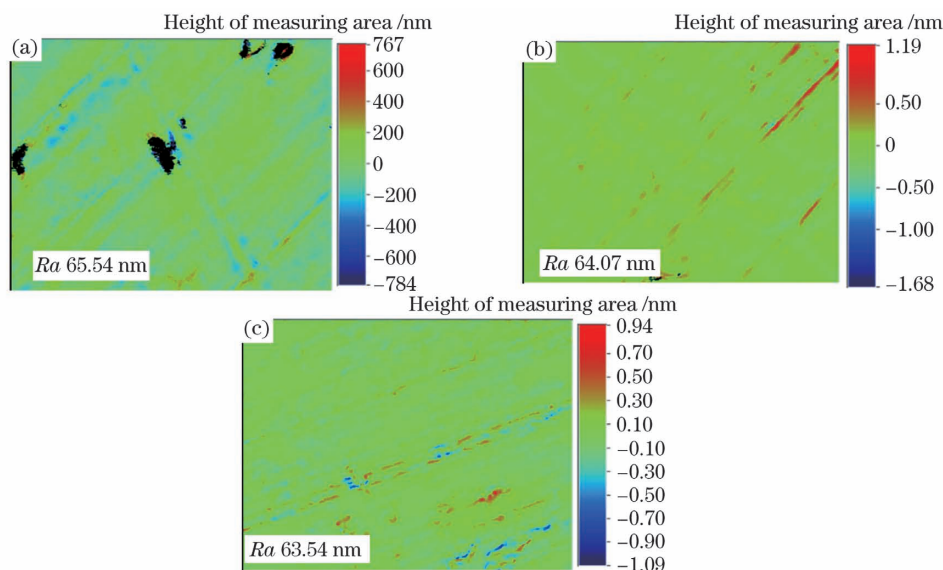 Height of measuring area /nm
(a)
767
600
400
200
0
−200
−400
−600
−784
Ra 65.54 nm
Height of measuring area /nm
(b)
1.19
0.50
0
−0.50
−1.00
−1.68
Ra 64.07 nm
Height of measuring area /nm
(c)
0.94
0.70
0.50
0.30
0.10
−0.10
−0.30
−0.50
−0.70
−0.90
−1.09
Ra 63.54 nm